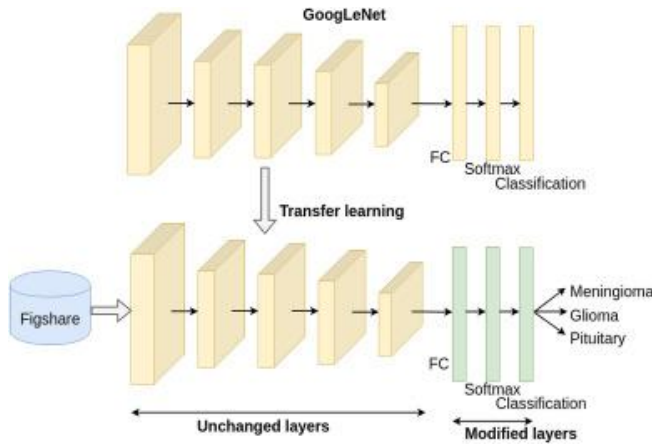 GoogLeNet
FC
Softmax
Classification
Transfer learning
Figshare
Meningioma
Glioma
Pituitary
FC
Softmax
Classification
Unchanged layers
Modified layers